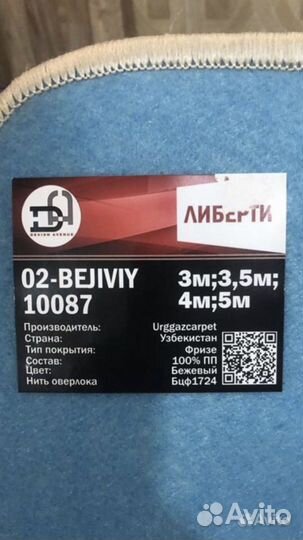 DESIGN AVENUE
ЛИБЕРТИ
02-BEJIVIY
10087
3м;3,5м;
4м;5м
Производитель: Urggazcarpet
Страна: Узбекистан
Тип покрытия: Фризе
Состав: 100% ПП
Цвет: Бежевый
Нить оверлока Бцф1724
Avito